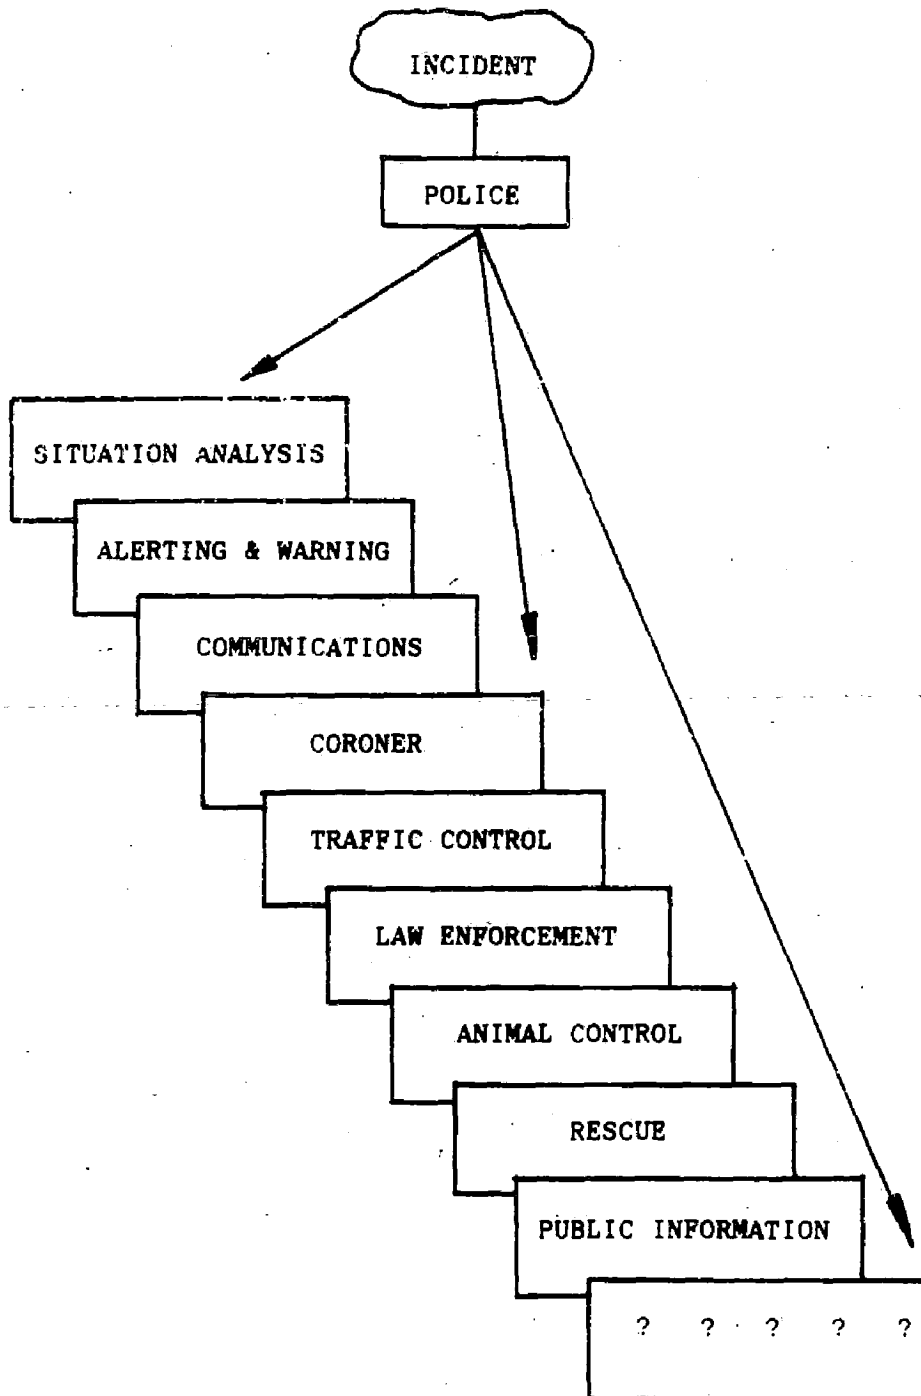 INCIDENT
POLICE
SITUATION ANALYSIS
ALERTING & WARNING
COMMUNICATIONS
CORONER
TRAFFIC CONTROL
LAW ENFORCEMENT
ANIMAL CONTROL
RESCUE
PUBLIC INFORMATION
? ? ? ? ?